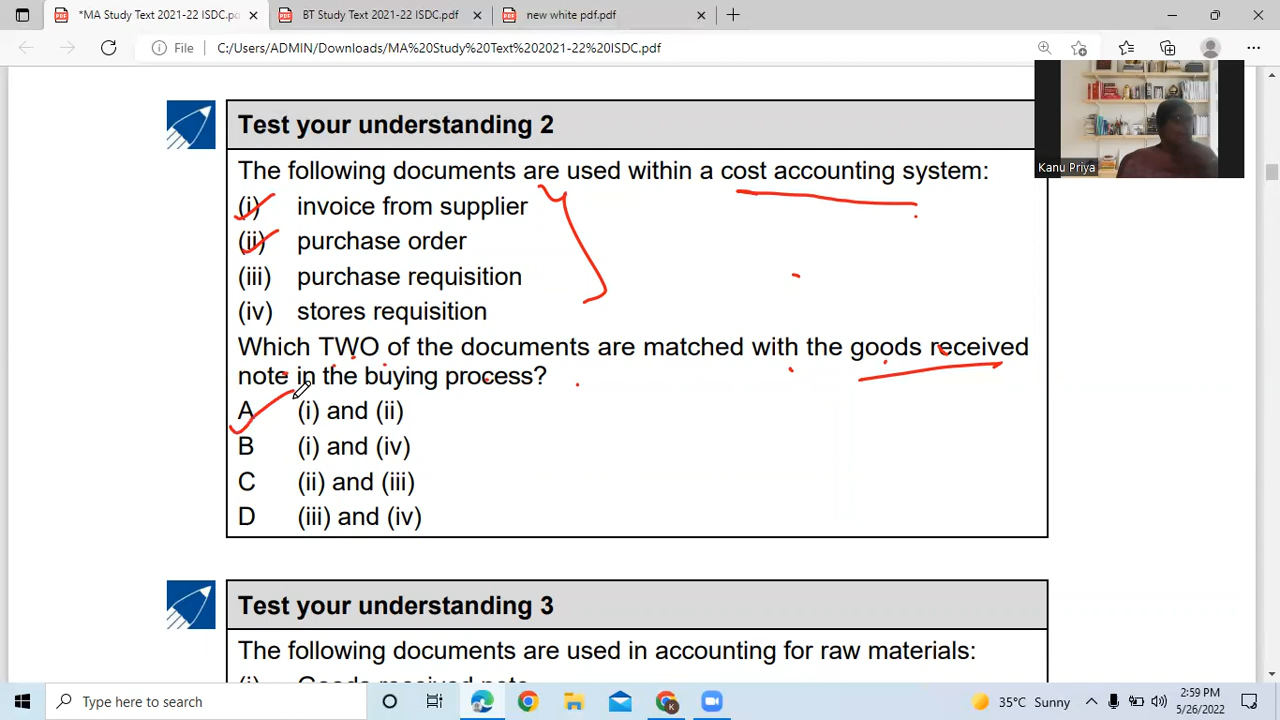 *MA Study Text 2021-22 ISDC.pd
BT Study Text 2021-22 ISDC.pdf
new white pdf.pdf
File
C:/Users/ADMIN/Downloads/MA%20Study%20Text%202021-22%20ISDC.pdf
Kanu Priya
Test your understanding 2
The following documents are used within a cost accounting system:
(i) invoice from supplier
(ii) purchase order
(iii) purchase requisition
(iv) stores requisition
Which TWO of the documents are matched with the goods received
note in the buying process?
A (i) and (ii)
B (i) and (iv)
C (ii) and (iii)
D (iii) and (iv)
Test your understanding 3
The following documents are used in accounting for raw materials:
(i) Goods received note
Type here to search
35°C Sunny
2:59 PM
5/26/2022